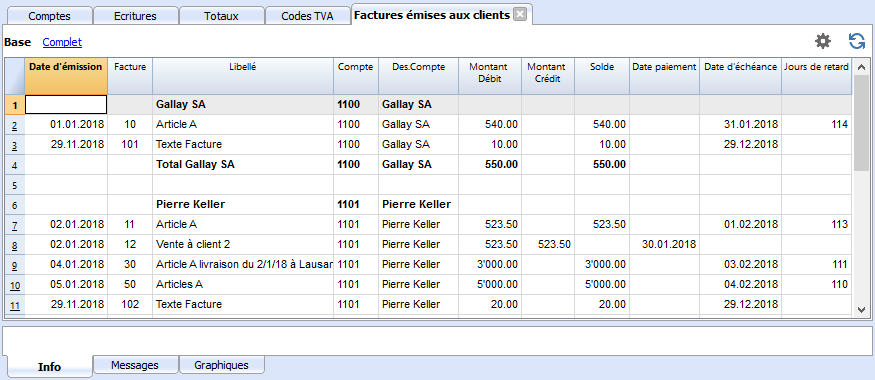 Comptes Ecritures Totaux Codes TVA Factures émises aux clients
Base Complet
Date d'émission Facture Libellé Compte Des.Compte Montant Débit Montant Crédit Solde Date paiement Date d'échéance Jours de retard
1 Gallay SA 1100 Gallay SA
2 01.01.2018 10 Article A 1100 Gallay SA 540.00 540.00 31.01.2018 114
3 29.11.2018 101 Texte Facture 1100 Gallay SA 10.00 10.00 29.12.2018
4 Total Gallay SA 1100 Gallay SA 550.00 550.00
5
6 Pierre Keller 1101 Pierre Keller
7 02.01.2018 11 Article A 1101 Pierre Keller 523.50 523.50 01.02.2018 113
8 02.01.2018 12 Vente à client 2 1101 Pierre Keller 523.50 523.50 30.01.2018
9 04.01.2018 30 Article A livraison du 2/1/18 à Lausar 1101 Pierre Keller 3'000.00 3'000.00 03.02.2018 111
10 05.01.2018 50 Articles A 1101 Pierre Keller 5'000.00 5'000.00 04.02.2018 110
11 29.11.2018 102 Texte Facture 1101 Pierre Keller 20.00 20.00 29.12.2018
Info Messages Graphiques